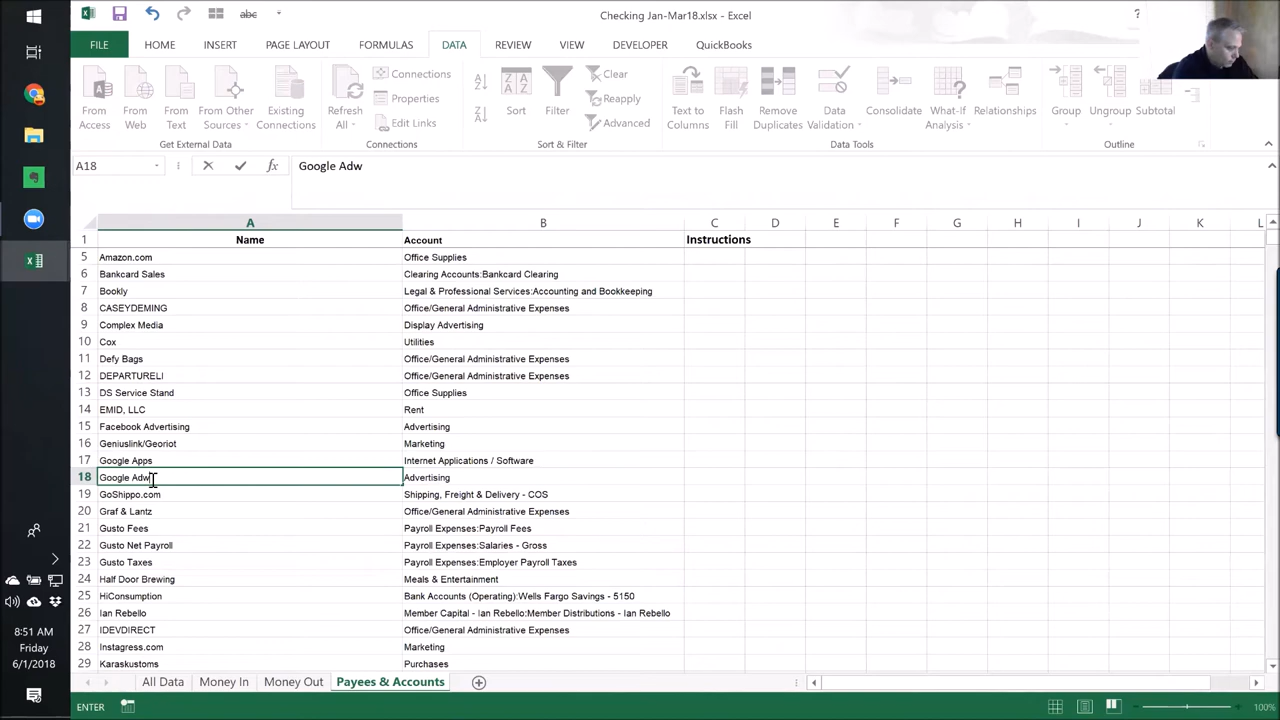 Checking Jan-Mar18.xlsx - Excel
?
abc
FILE HOME INSERT PAGE LAYOUT FORMULAS DATA REVIEW VIEW DEVELOPER QuickBooks
From Access
From Web
From Text
From Other Sources
Existing Connections
Get External Data
Refresh All
Connections
Properties
Edit Links
Connections
Sort
Filter
Clear
Reapply
Advanced
Sort & Filter
Text to Columns
Flash Fill
Remove Duplicates
Data Validation
Consolidate
What-If Analysis
Relationships
Data Tools
Group
Ungroup
Subtotal
Outline
A18 fx Google Adw
A B C D E F G H I J K L
1 Name Account Instructions
5 Amazon.com Office Supplies
6 Bankcard Sales Clearing Accounts:Bankcard Clearing
7 Bookly Legal & Professional Services:Accounting and Bookkeeping
8 CASEYDEMING Office/General Administrative Expenses
9 Complex Media Display Advertising
10 Cox Utilities
11 Defy Bags Office/General Administrative Expenses
12 DEPARTURELI Office/General Administrative Expenses
13 DS Service Stand Office Supplies
14 EMID, LLC Rent
15 Facebook Advertising Advertising
16 Geniuslink/Georiot Marketing
17 Google Apps Internet Applications / Software
18 Google Adw Advertising
19 GoShippo.com Shipping, Freight & Delivery - COS
20 Graf & Lantz Office/General Administrative Expenses
21 Gusto Fees Payroll Expenses:Payroll Fees
22 Gusto Net Payroll Payroll Expenses:Salaries - Gross
23 Gusto Taxes Payroll Expenses:Employer Payroll Taxes
24 Half Door Brewing Meals & Entertainment
25 HiConsumption Bank Accounts (Operating):Wells Fargo Savings - 5150
26 Ian Rebello Member Capital - Ian Rebello:Member Distributions - Ian Rebello
27 IDEVDIRECT Office/General Administrative Expenses
28 Instagress.com Marketing
29 Karaskustoms Purchases
8:51 AM
Friday
6/1/2018
All Data Money In Money Out Payees & Accounts
ENTER 100%